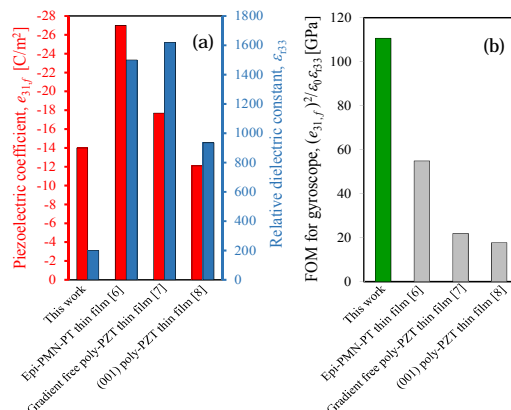 (a)
Piezoelectric coefficient, e31,f [C/m²]
-28
-26
-24
-22
-20
-18
-16
-14
-12
-10
-8
-6
-4
-2
0
1800
1600
1400
1200
1000
800
600
400
200
0
Relative dielectric constant, εr33
This work
Epi-PMN-PT thin film [6]
Gradient free poly-PZT thin film [7]
(001) poly-PZT thin film [8]
(b)
FOM for gyroscope, (e31,f)²/ε0εr33 [GPa]
120
100
80
60
40
20
0
This work
Epi-PMN-PT thin film [6]
Gradient free poly-PZT thin film [7]
(001) poly-PZT thin film [8]